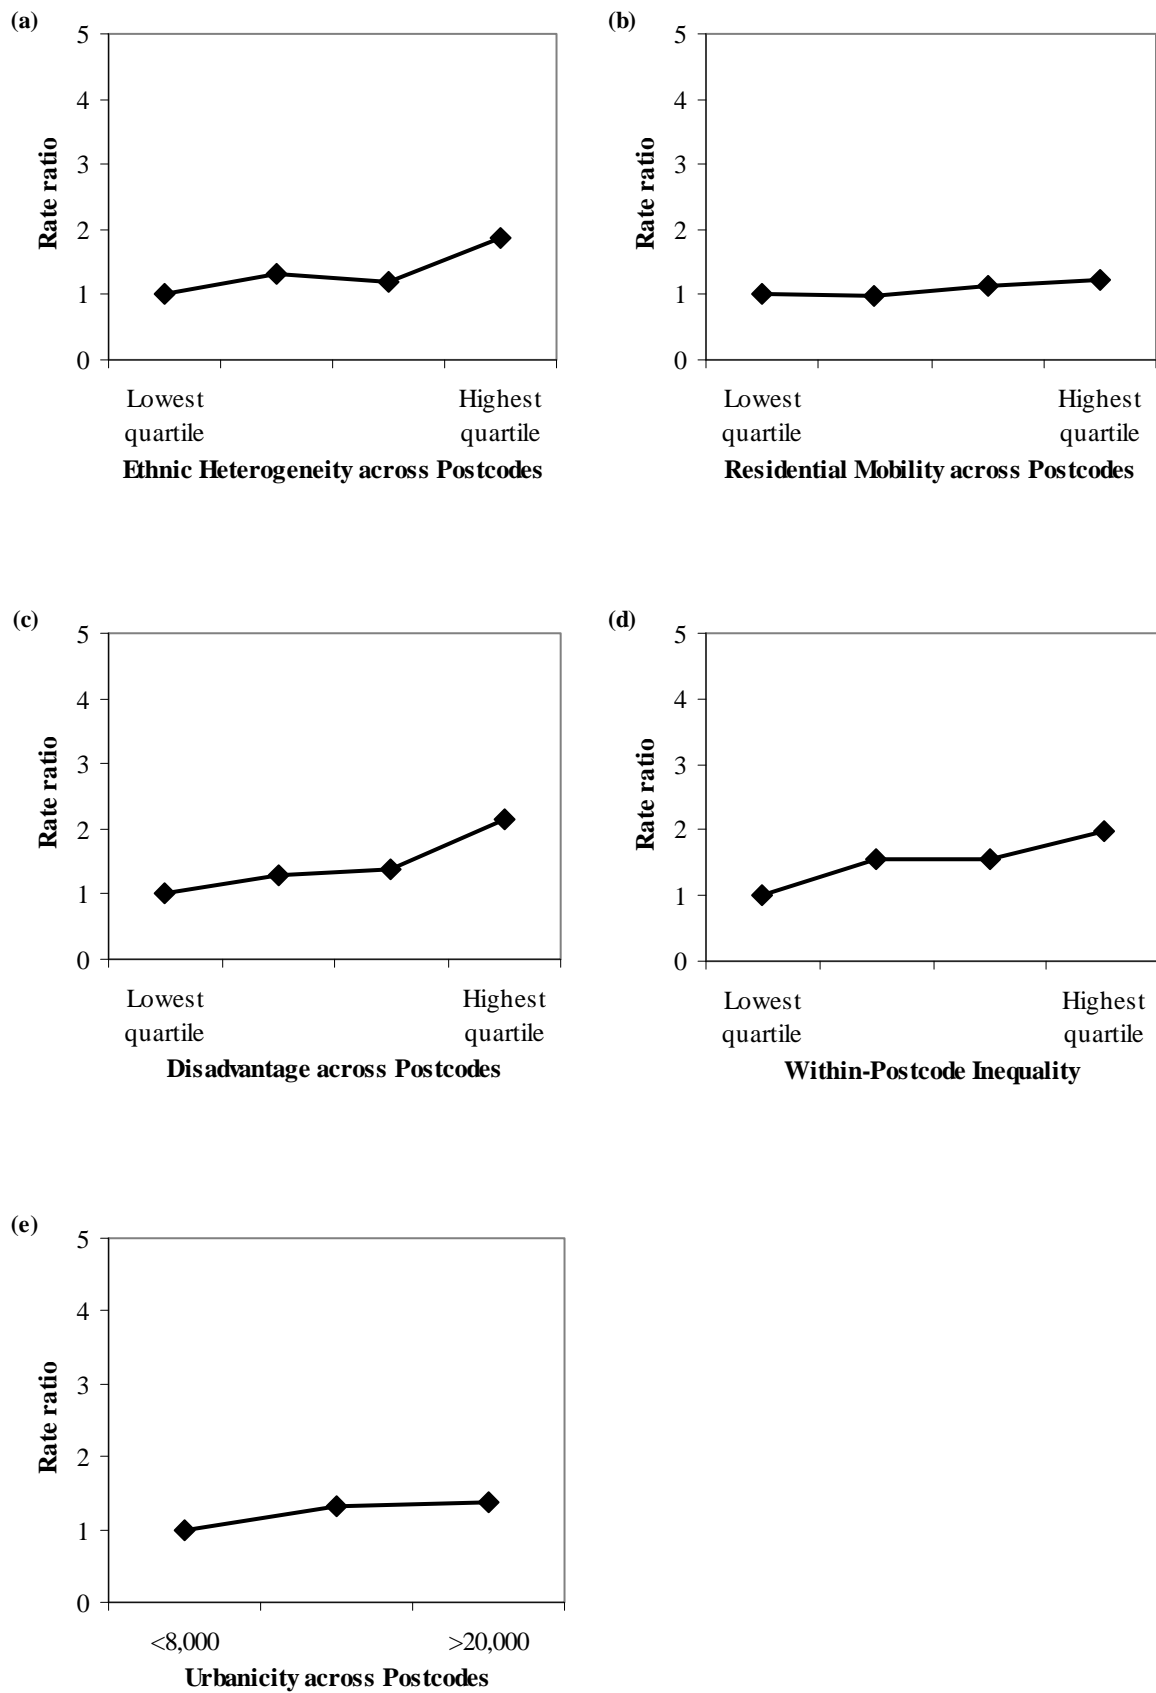 (a)
5
4
3
2
1
0
Rate ratio
Lowest
quartile
Highest
quartile
Ethnic Heterogeneity across Postcodes
(b)
5
4
3
2
1
0
Rate ratio
Lowest
quartile
Highest
quartile
Residential Mobility across Postcodes
(c)
5
4
3
2
1
0
Rate ratio
Lowest
quartile
Highest
quartile
Disadvantage across Postcodes
(d)
5
4
3
2
1
0
Rate ratio
Lowest
quartile
Highest
quartile
Within-Postcode Inequality
(e)
5
4
3
2
1
0
Rate ratio
<8,000
>20,000
Urbanicity across Postcodes